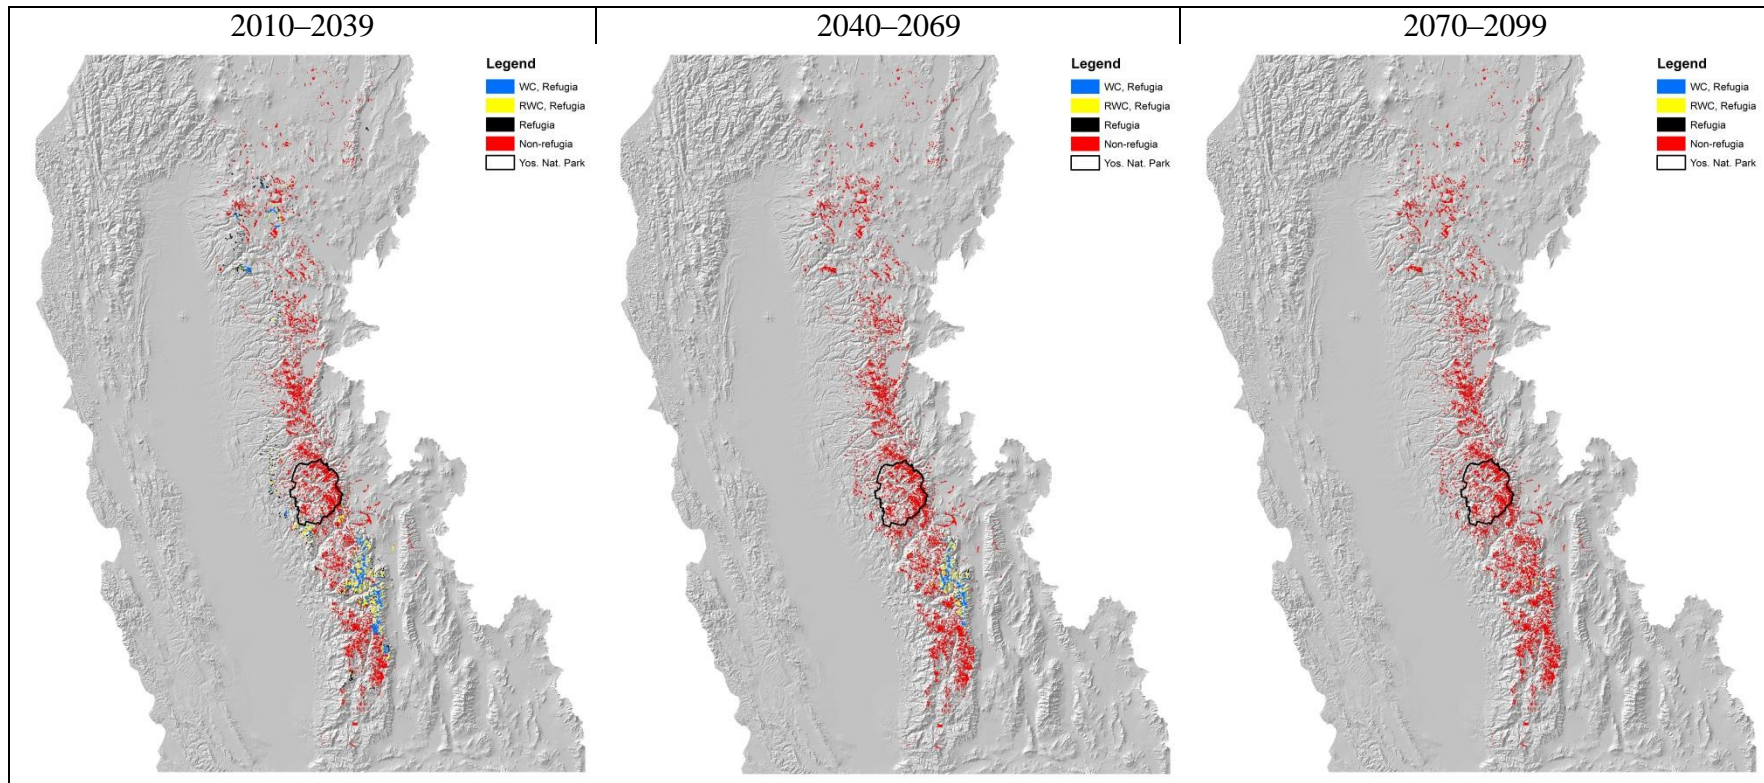 2010–2039
2040–2069
2070–2099
Legend
WC, Refugia
RWC, Refugia
Refugia
Non-refugia
Yos. Nat. Park
Legend
WC, Refugia
RWC, Refugia
Refugia
Non-refugia
Yos. Nat. Park
Legend
WC, Refugia
RWC, Refugia
Refugia
Non-refugia
Yos. Nat. Park